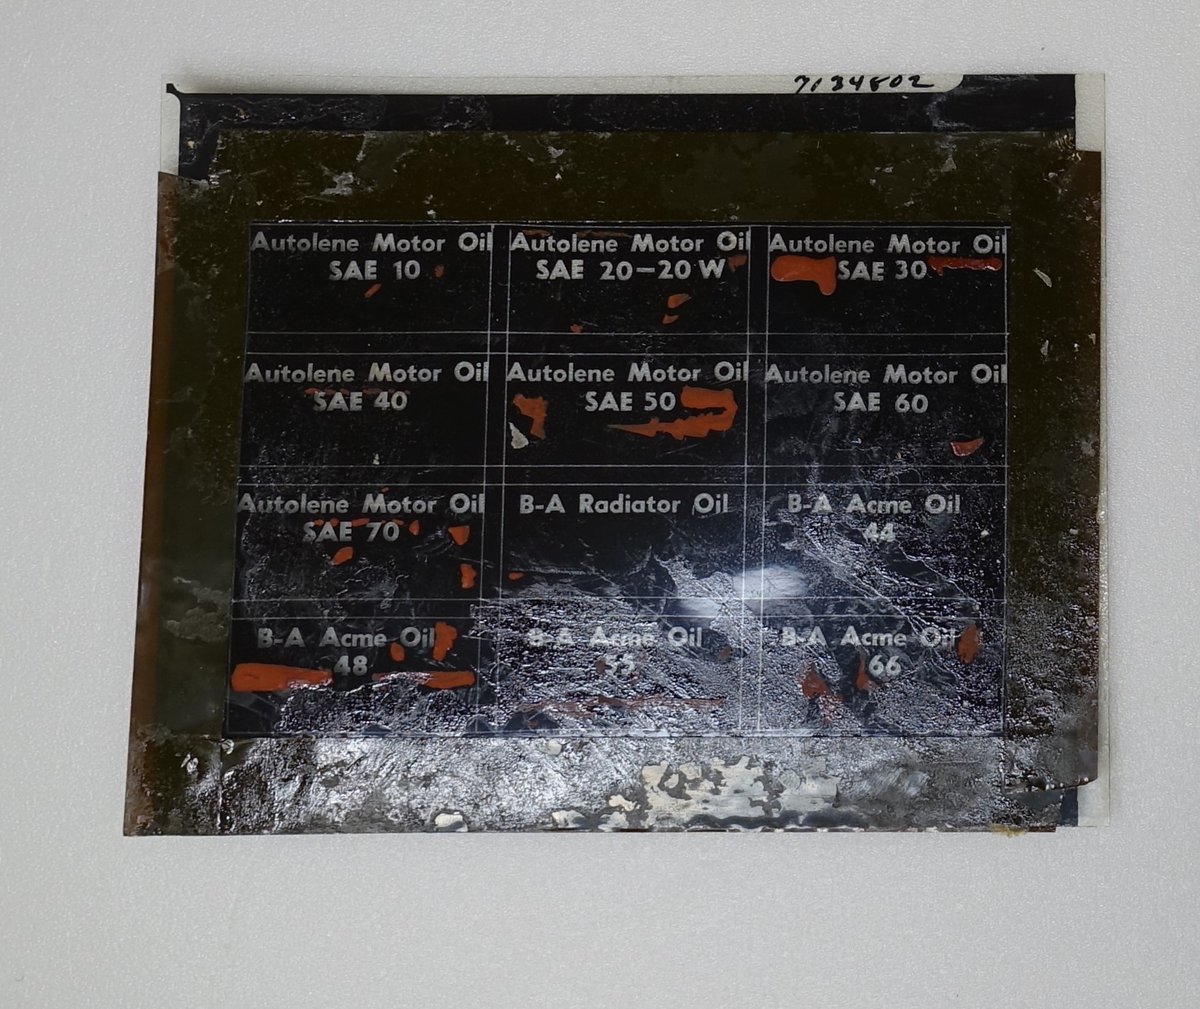 7134802
Autolene Motor Oil
SAE 10
Autolene Motor Oil
SAE 20-20 W
Autolene Motor Oil
SAE 30
Autolene Motor Oil
SAE 40
Autolene Motor Oil
SAE 50
Autolene Motor Oil
SAE 60
Autolene Motor Oil
SAE 70
B-A Radiator Oil
B-A Acme Oil
44
B-A Acme Oil
48
B-A Acme Oil
55
B-A Acme Oil
66